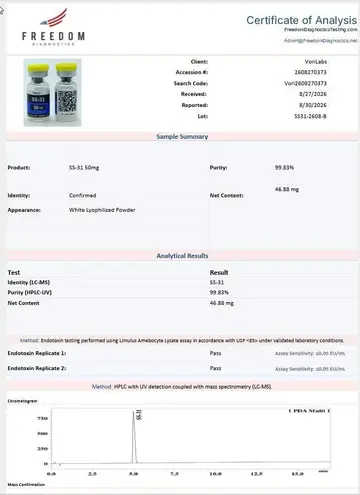 FREEDOM
DIAGNOSTICS
Certificate of Analysis
FreedomDiagnosticsTesting.com
Admin@FreedomDiagnostics.net
SS-31
50
Client: VoriLabs
Accession #: 2608270373
Search Code: Vori2608270373
Received: 8/27/2026
Reported: 8/30/2026
Lot: SS31-2608-B
Sample Summary
Product: SS-31 50mg Purity: 99.83%
Identity: Confirmed Net Content: 46.88 mg
Appearance: White Lyophilized Powder
Analytical Results
Test Result
Identity (LC-MS) SS-31
Purity (HPLC-UV) 99.83%
Net Content 46.88 mg
Method: Endotoxin testing performed using Limulus Amebocyte Lysate assay in accordance with USP <85> under validated laboratory conditions.
Endotoxin Replicate 1: Pass Assay Sensitivity: ≤0.05 EU/mL
Endotoxin Replicate 2: Pass Assay Sensitivity: ≤0.05 EU/mL
Method: HPLC with UV detection coupled with mass spectrometry (LC-MS).
Chromatogram
1 PDA Multi 1
SS-31
750
500
250
0
0.0 2.5 5.0 7.5 10.0 12.5 15.0 min
Mass Confirmation